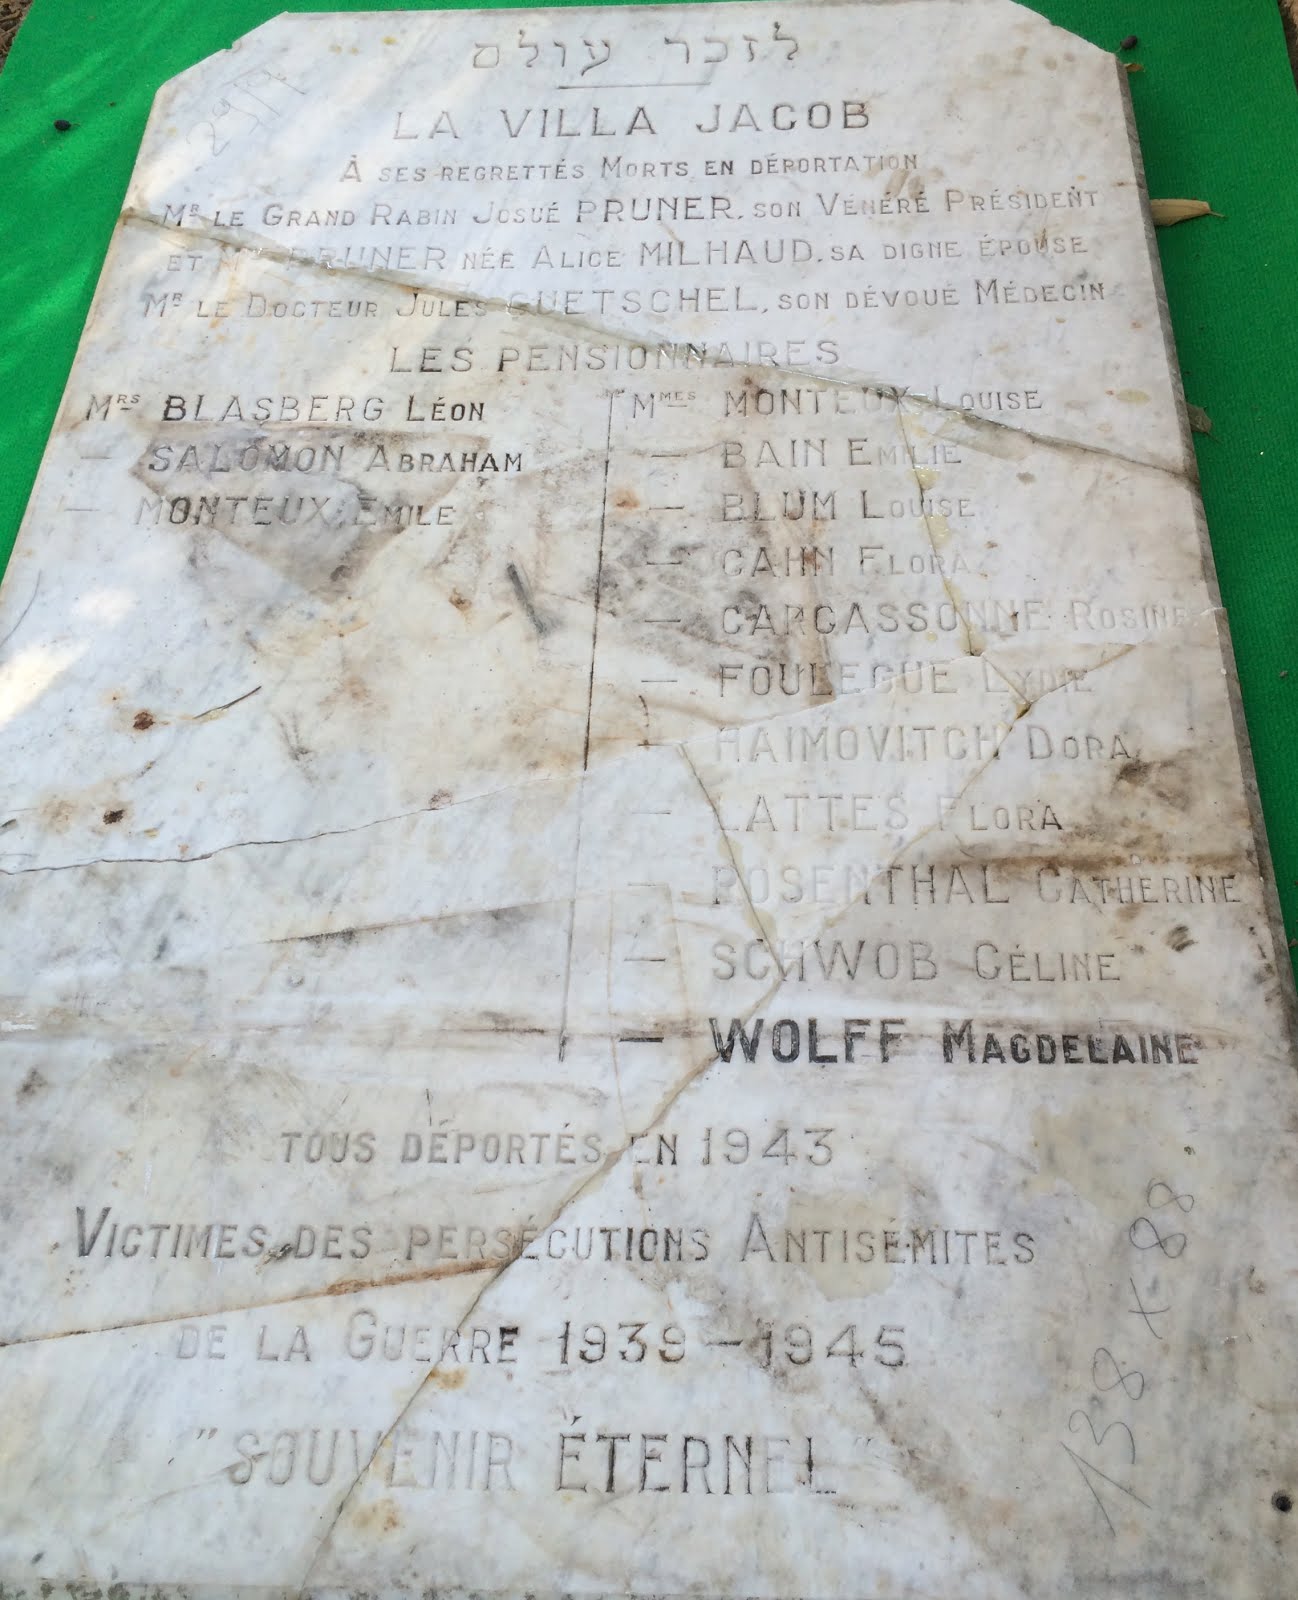 לזכר עולם
LA VILLA JACOB
À SES REGRETTÉS MORTS EN DÉPORTATION
MR LE GRAND RABIN JOSUÉ PRUNER, SON VÉNÉRÉ PRÉSIDENT
ET MME PRUNER NÉE ALICE MILHAUD, SA DIGNE ÉPOUSE
MR LE DOCTEUR JULES GUETSCHEL, SON DÉVOUÉ MÉDECIN
LES PENSIONNAIRES
MRS BLASBERG LÉON
— SALOMON ABRAHAM
— MONTEUX EMILE
MMES MONTEUX LOUISE
— BAIN EMILIE
— BLUM LOUISE
— CAHN FLORA
— CARCASSONNE ROSINE
— FOULEGUE LYDIE
— HAIMOVITCH DORA
— LATTES FLORA
— ROSENTHAL CATHERINE
— SCHWOB CÉLINE
— WOLFF MAGDELAINE
TOUS DÉPORTÉS EN 1943
VICTIMES DES PERSÉCUTIONS ANTISÉMITES
DE LA GUERRE 1939-1945
"SOUVENIR ÉTERNEL"
138 x 88